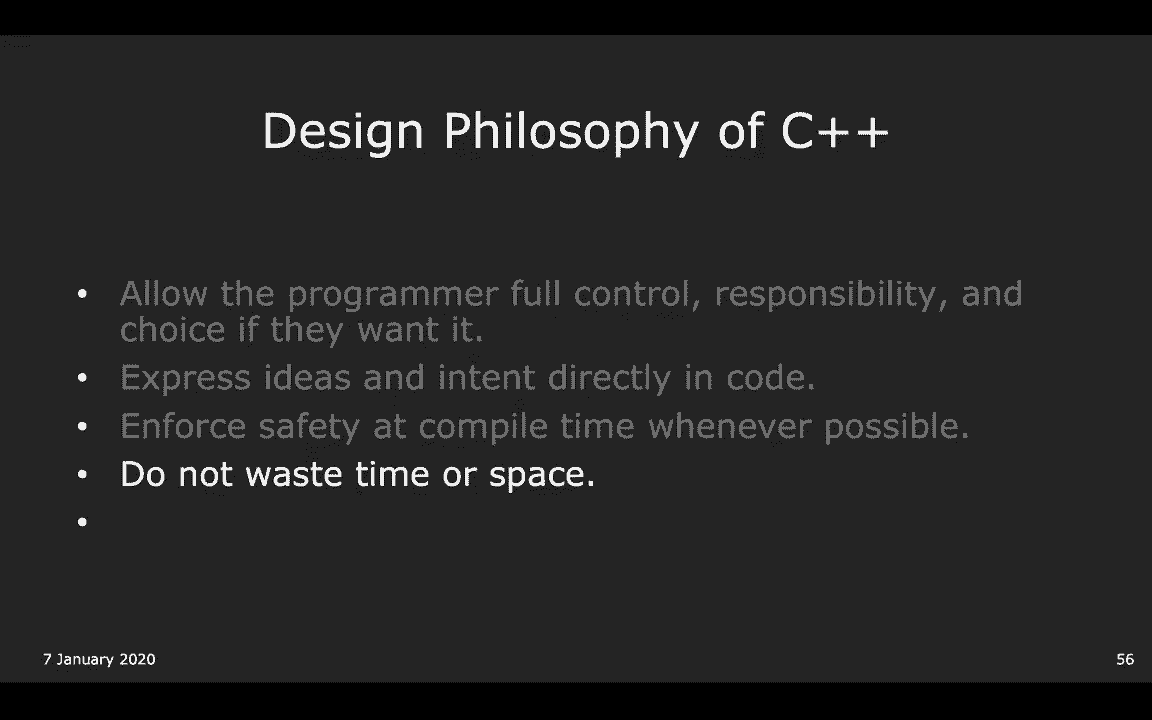 Design Philosophy of C++
• Allow the programmer full control, responsibility, and
choice if they want it.
• Express ideas and intent directly in code.
• Enforce safety at compile time whenever possible.
• Do not waste time or space.
•
7 January 2020
56